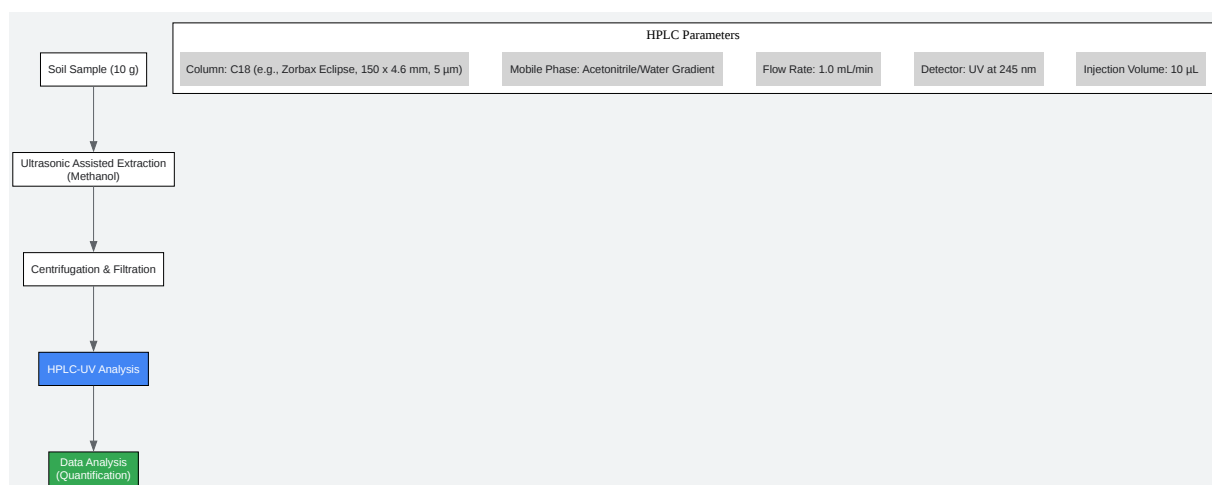 HPLC Parameters
Soil Sample (10 g)
Column: C18 (e.g., Zorbax Eclipse, 150 x 4.6 mm, 5 µm)
Mobile Phase: Acetonitrile/Water Gradient
Flow Rate: 1.0 mL/min
Detector: UV at 245 nm
Injection Volume: 10 µL
Ultrasonic Assisted Extraction
(Methanol)
Centrifugation & Filtration
HPLC-UV Analysis
Data Analysis
(Quantification)